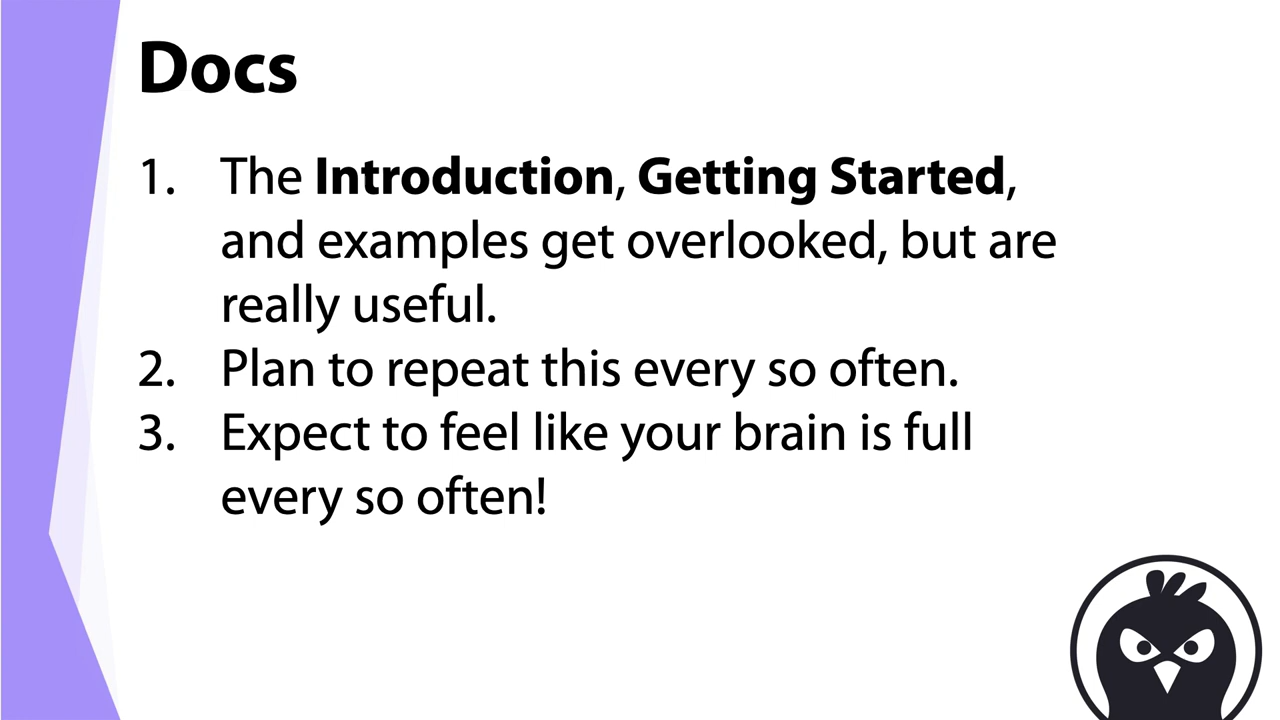 Docs
1. The Introduction, Getting Started,
and examples get overlooked, but are
really useful.
2. Plan to repeat this every so often.
3. Expect to feel like your brain is full
every so often!